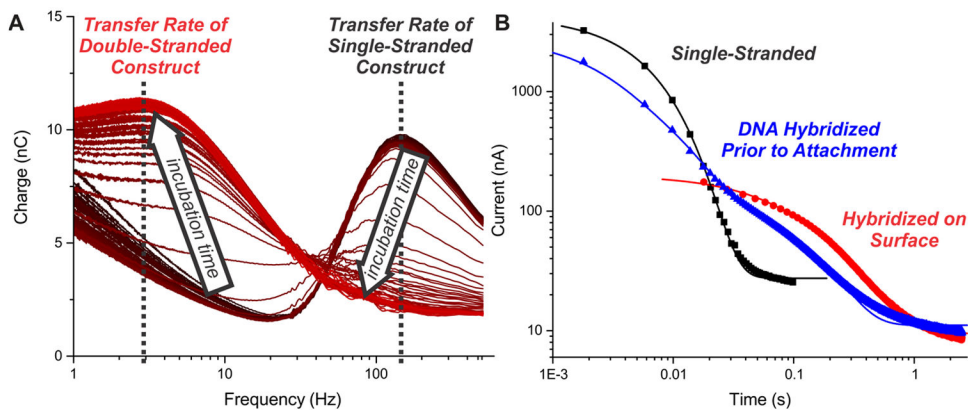 A
Transfer Rate of
Double-Stranded
Construct
Transfer Rate of
Single-Stranded
Construct
15
10
5
0
Charge (nC)
incubation time
incubation time
1
10
100
Frequency (Hz)
B
Single-Stranded
DNA Hybridized
Prior to Attachment
Hybridized on
Surface
1000
100
10
Current (nA)
1E-3
0.01
0.1
1
Time (s)